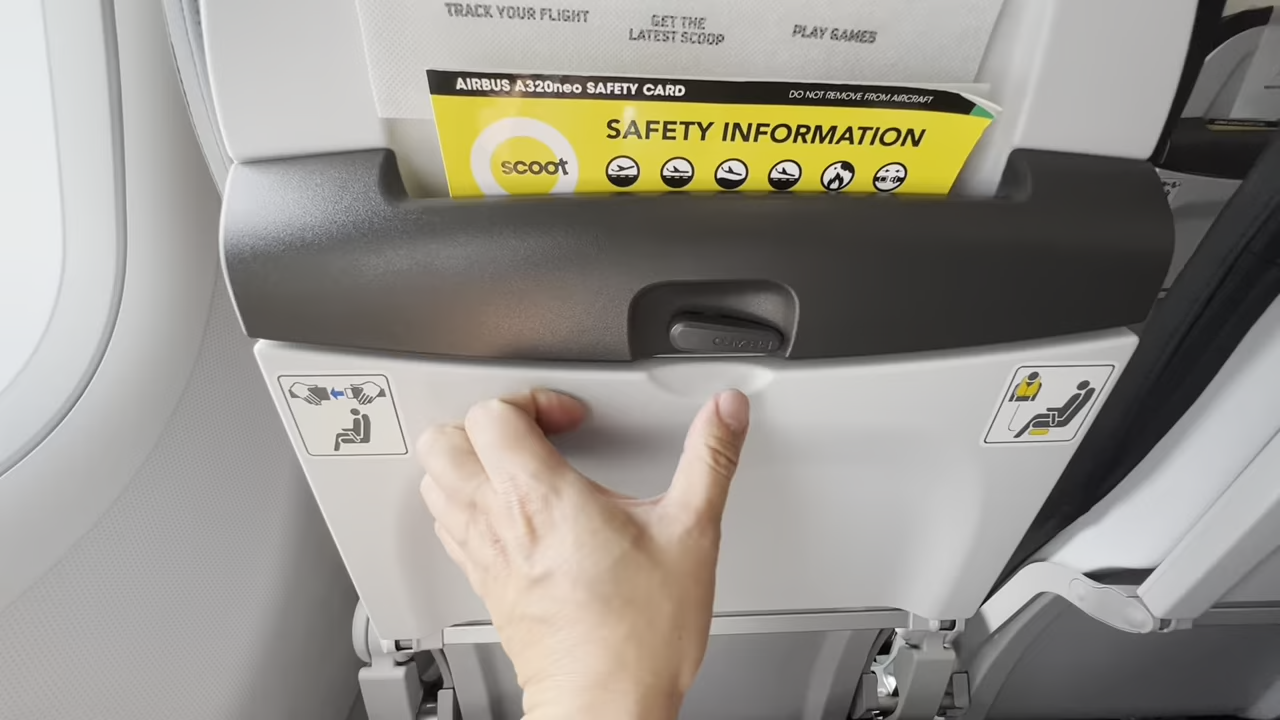 TRACK YOUR FLIGHT
GET THE
LATEST SCOOP
PLAY GAMES
AIRBUS A320neo SAFETY CARD
DO NOT REMOVE FROM AIRCRAFT
SAFETY INFORMATION
scoot